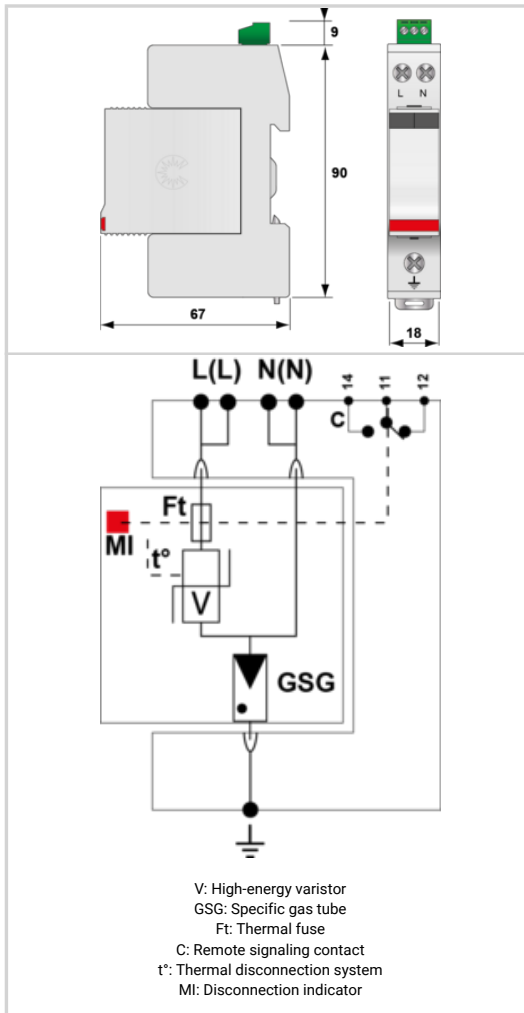 9
L N
90
67
18
L(L) N(N)
14
11
12
C
Ft
MI
t°
V
GSG
V: High-energy varistor
GSG: Specific gas tube
Ft: Thermal fuse
C: Remote signaling contact
t°: Thermal disconnection system
MI: Disconnection indicator